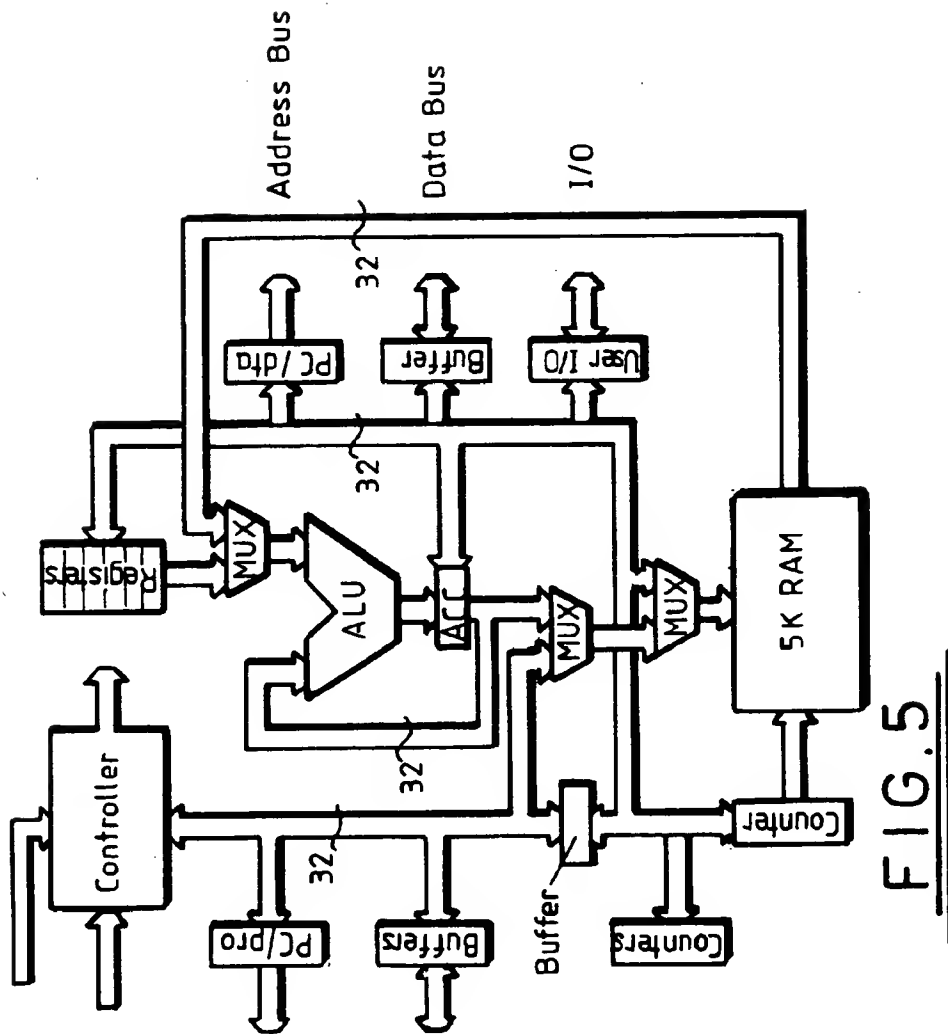 Controller
Registers
MUX
ALU
ACC
MUX
MUX
5K RAM
PC/dta
Buffer
User I/O
Address Bus
Data Bus
I/O
32
32
32
32
PC/pro
Buffers
Buffer
Counters
Counter
FIG.5